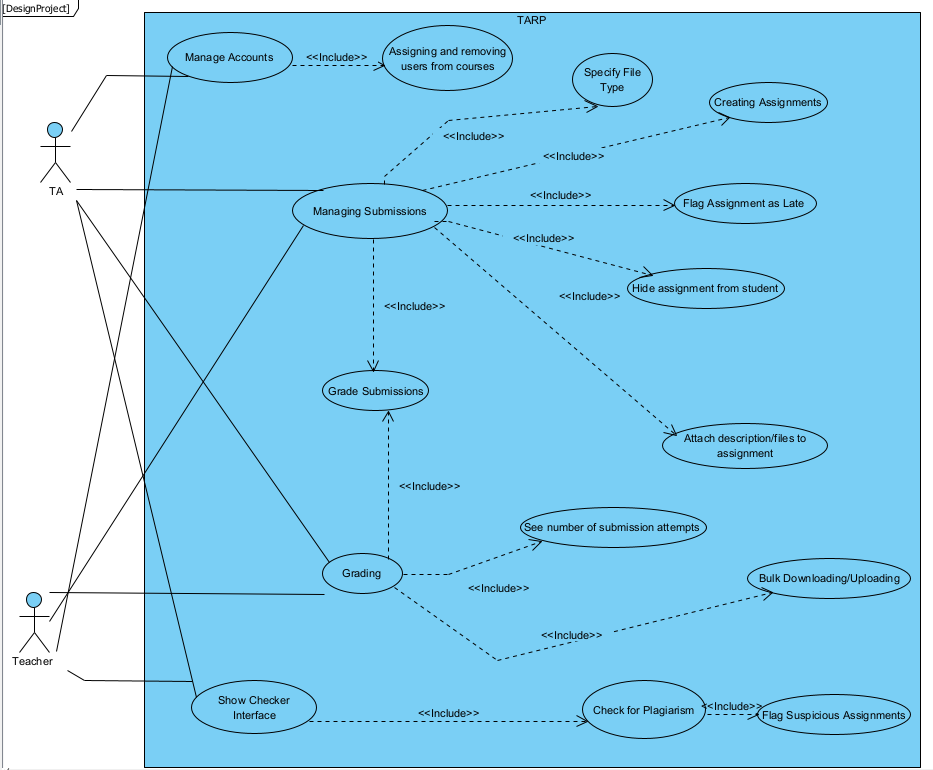 [DesignProject]
TARP
Manage Accounts
<<Include>>
Assigning and removing
users from courses
Specify File
Type
Creating Assignments
<<Include>>
<<Include>>
TA
<<Include>>
Managing Submissions
Flag Assignment as Late
<<Include>>
Hide assignment from student
<<Include>>
<<Include>>
Grade Submissions
Attach description/files to
assignment
<<Include>>
See number of submission attempts
Grading
Bulk Downloading/Uploading
<<Include>>
<<Include>>
Teacher
Show Checker
Interface
<<Include>>
Check for Plagiarism
<<Include>>
Flag Suspicious Assignments